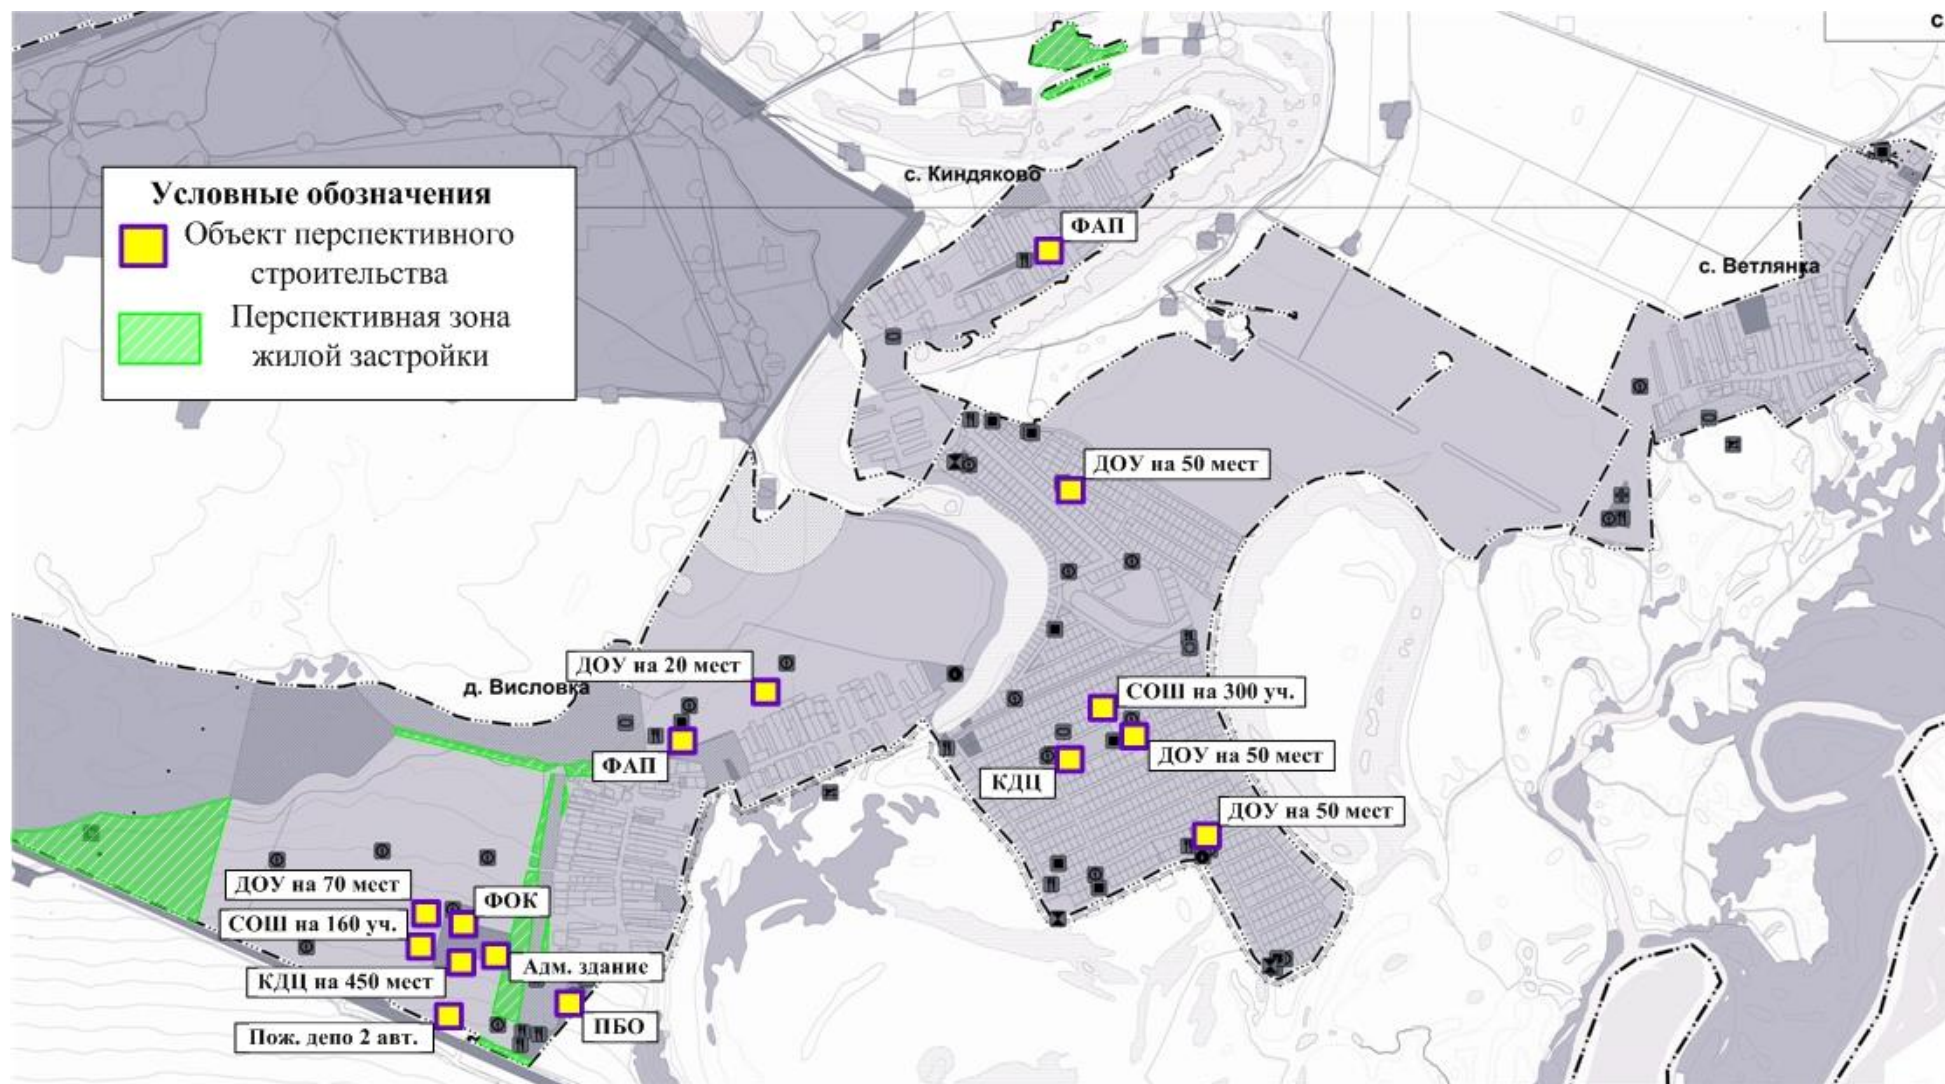 с
Условные обозначения
Объект перспективного
строительства
Перспективная зона
жилой застройки
с. Киндяково
ФАП
с. Ветлянка
ДОУ на 50 мест
ДОУ на 20 мест
д. Висловка
ФАП
СОШ на 300 уч.
ДОУ на 50 мест
КДЦ
ДОУ на 50 мест
ДОУ на 70 мест
ФОК
СОШ на 160 уч.
Адм. здание
КДЦ на 450 мест
ПБО
Пож. депо 2 авт.